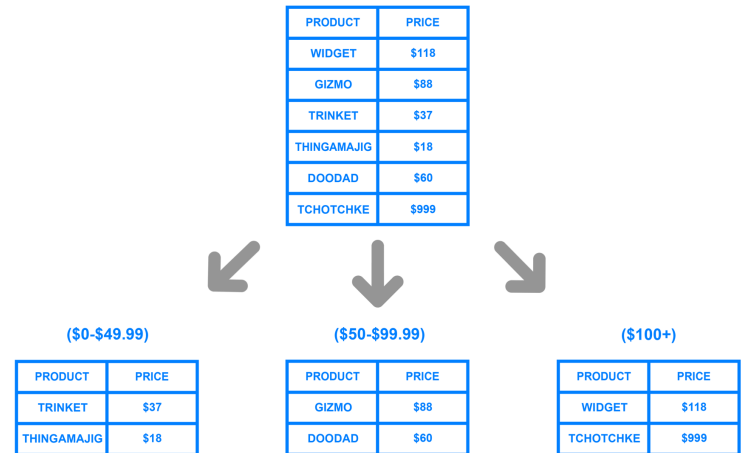 PRODUCT PRICE
WIDGET $118
GIZMO $88
TRINKET $37
THINGAMAJIG $18
DOODAD $60
TCHOTCHKE $999
($0-$49.99) ($50-$99.99) ($100+)
PRODUCT PRICE PRODUCT PRICE PRODUCT PRICE
TRINKET $37 GIZMO $88 WIDGET $118
THINGAMAJIG $18 DOODAD $60 TCHOTCHKE $999